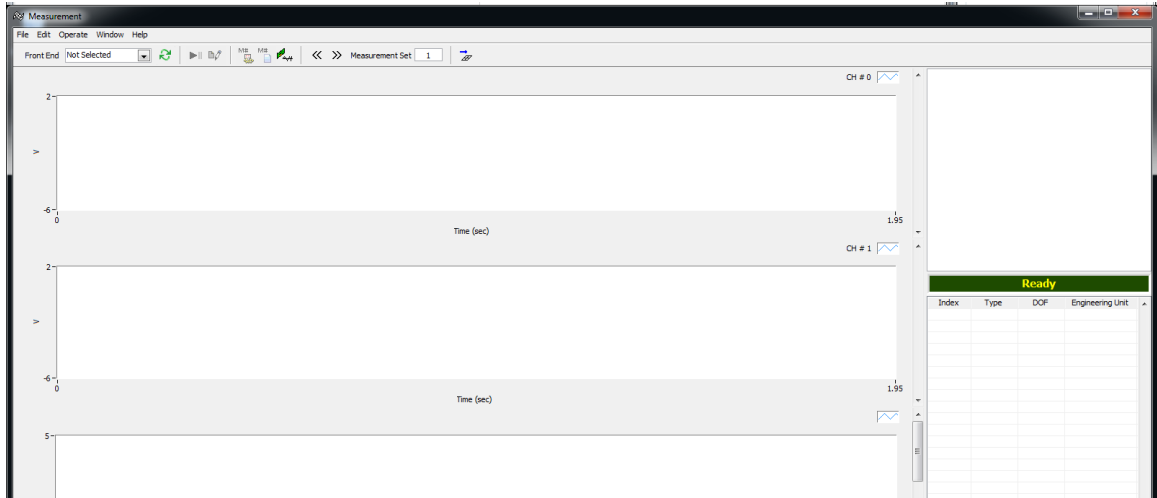 Measurement
File Edit Operate Window Help
Front End Not Selected Measurement Set 1
CH # 0
2
V
-6
0 1.95
Time (sec)
CH # 1
2
V
-6
0 1.95
Time (sec)
5
Ready
Index Type DOF Engineering Unit